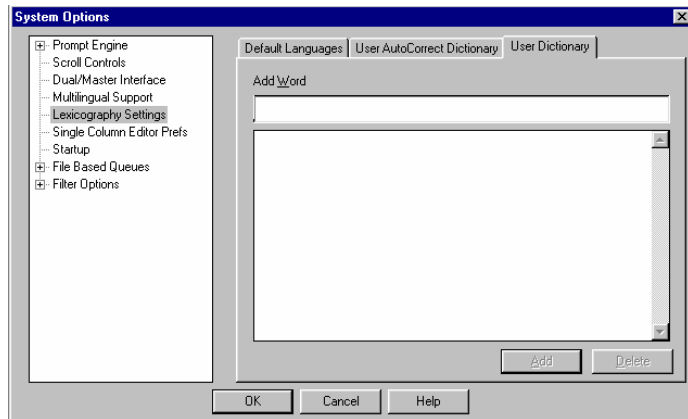 System Options
Prompt Engine
Scroll Controls
Dual/Master Interface
Multilingual Support
Lexicography Settings
Single Column Editor Prefs
Startup
File Based Queues
Filter Options
Default Languages
User AutoCorrect Dictionary
User Dictionary
Add Word
Add
Delete
OK
Cancel
Help